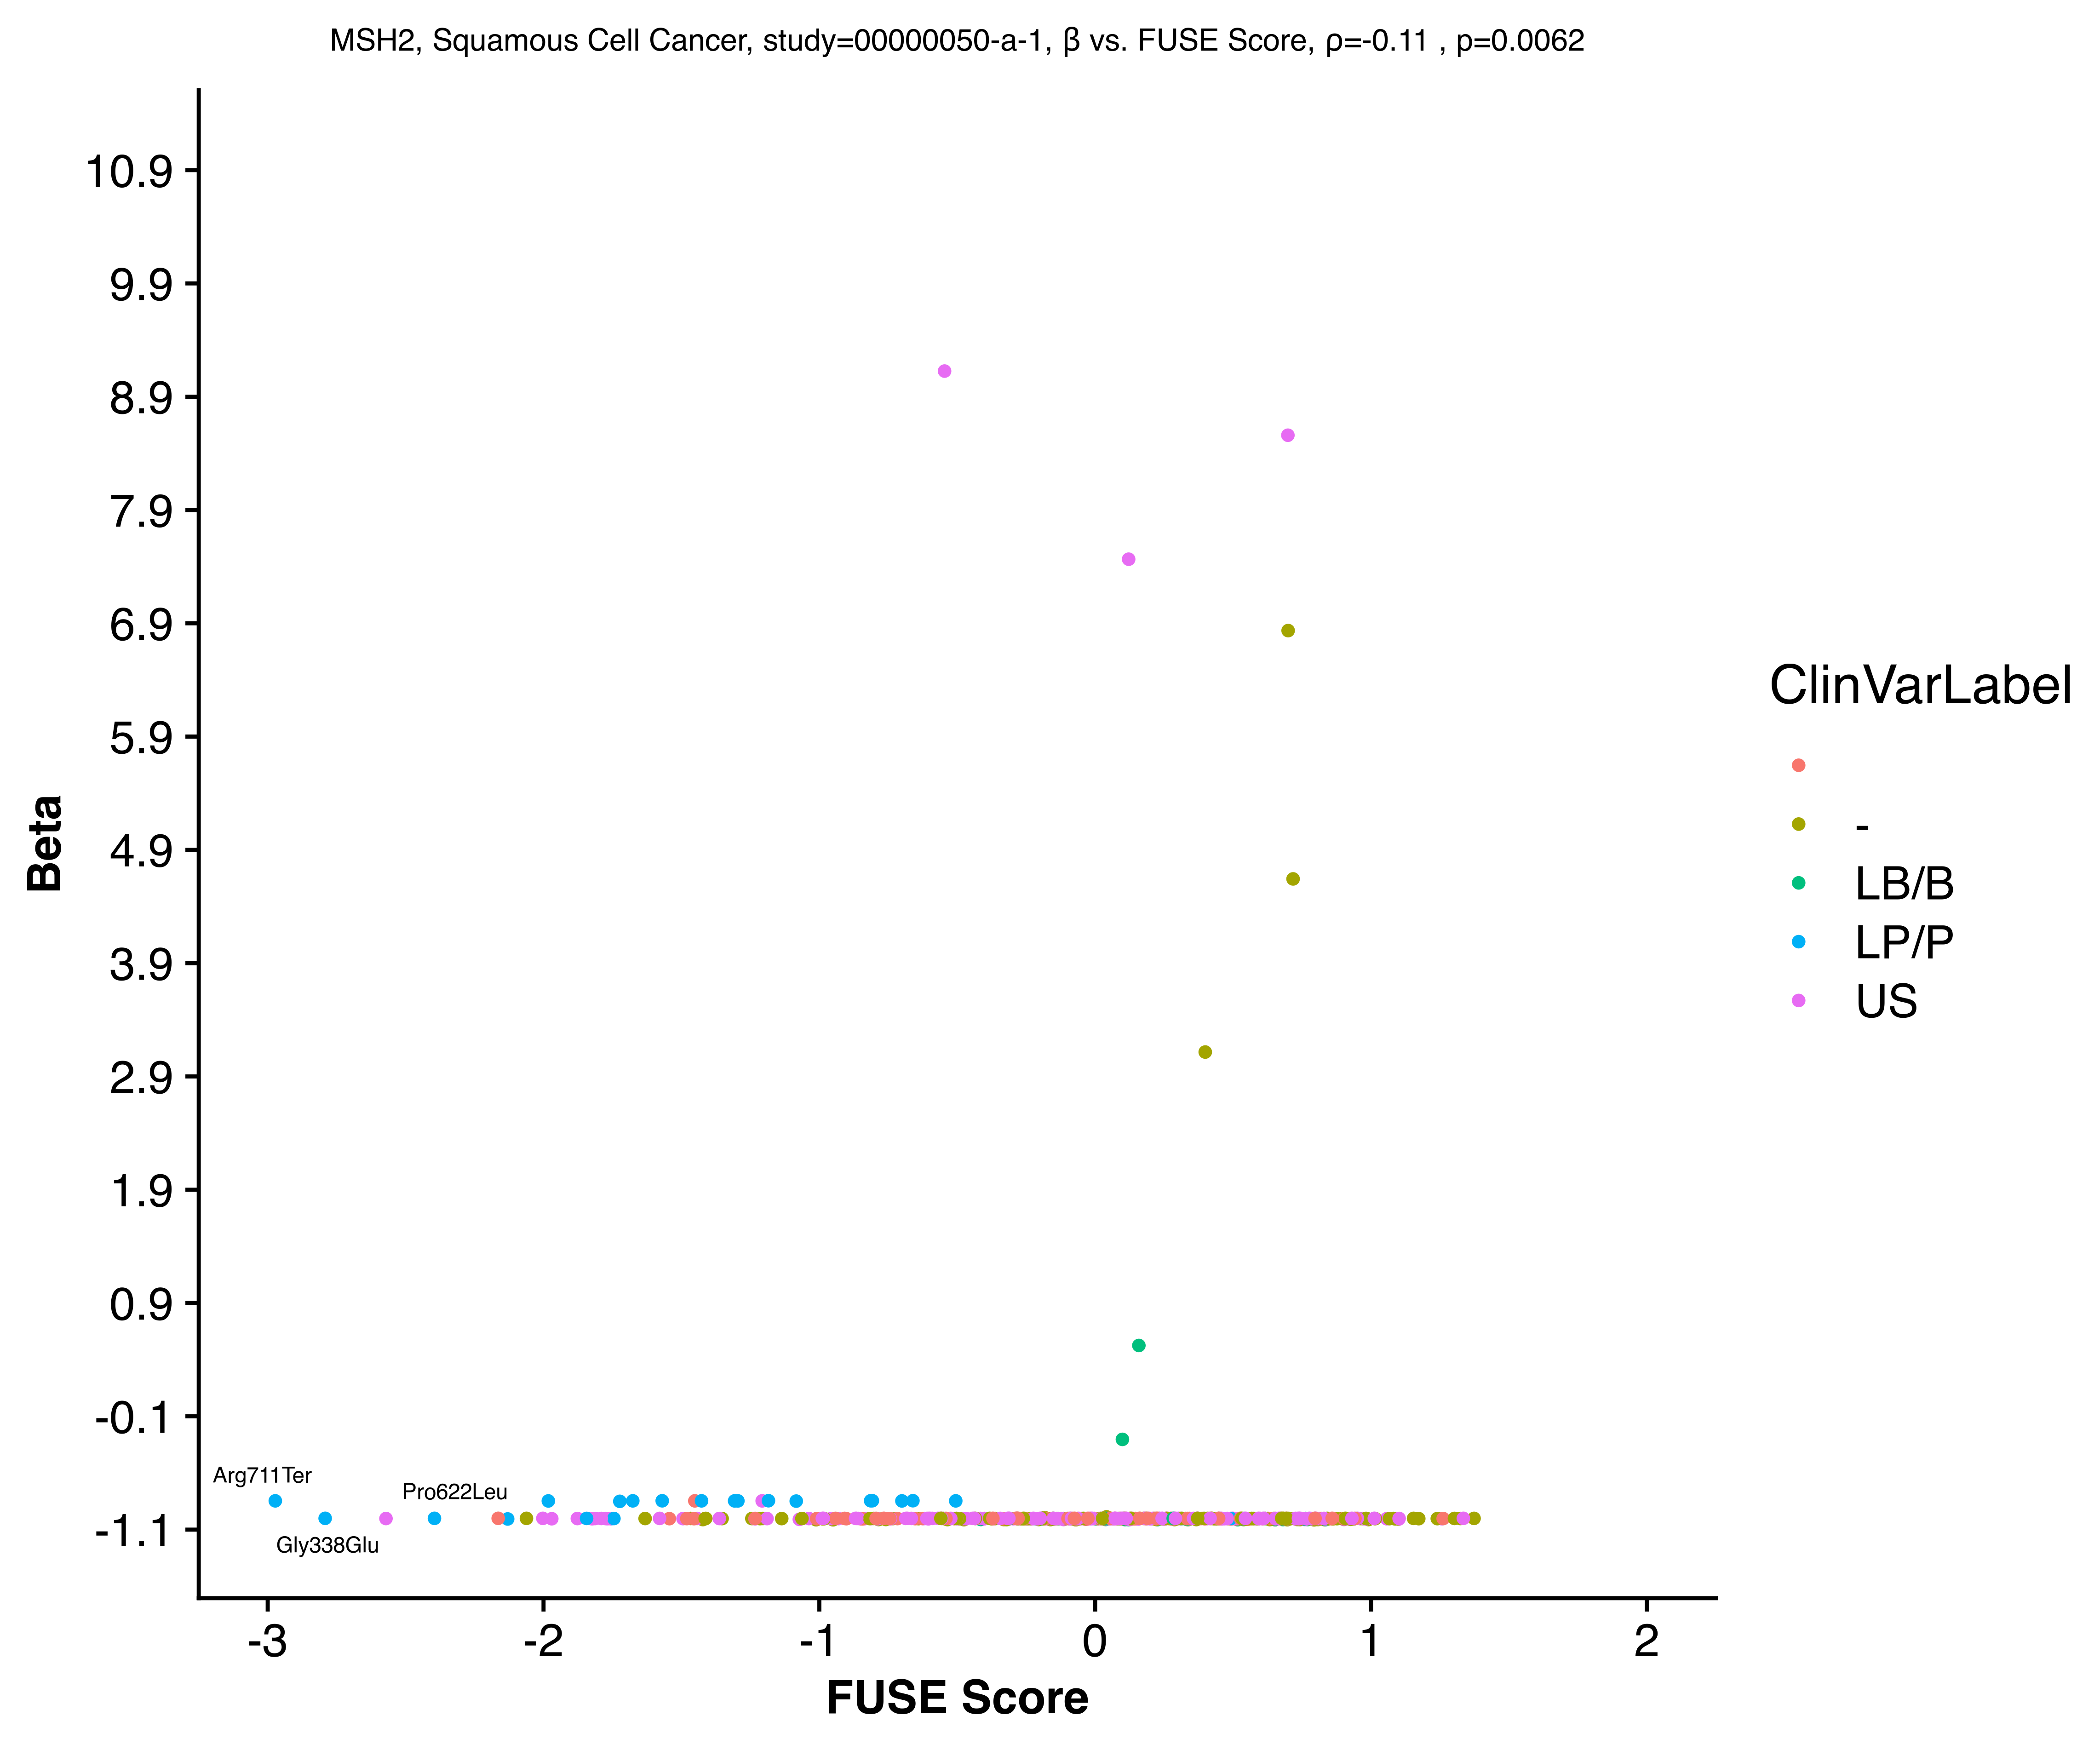 MSH2, Squamous Cell Cancer, study=00000050-a-1, β vs. FUSE Score, ρ=-0.11 , p=0.0062
10.9
9.9
8.9
7.9
6.9
5.9
4.9
3.9
2.9
1.9
0.9
-0.1
-1.1
Beta
Arg711Ter
Pro622Leu
Gly338Glu
-3
-2
-1
0
1
2
FUSE Score
ClinVarLabel
-
LB/B
LP/P
US